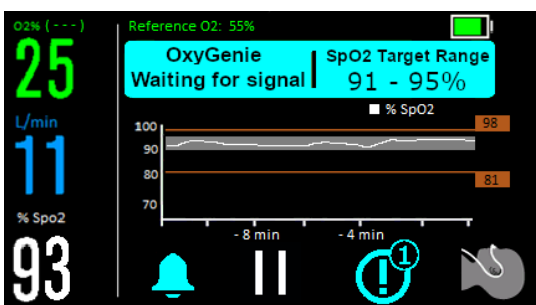 O2% ( - - - )
25
L/min
11
% Spo2
93
Reference O2: 55%
OxyGenie
Waiting for signal
SpO2 Target Range
91 - 95%
% SpO2
100
90
80
70
98
81
- 8 min
- 4 min
1